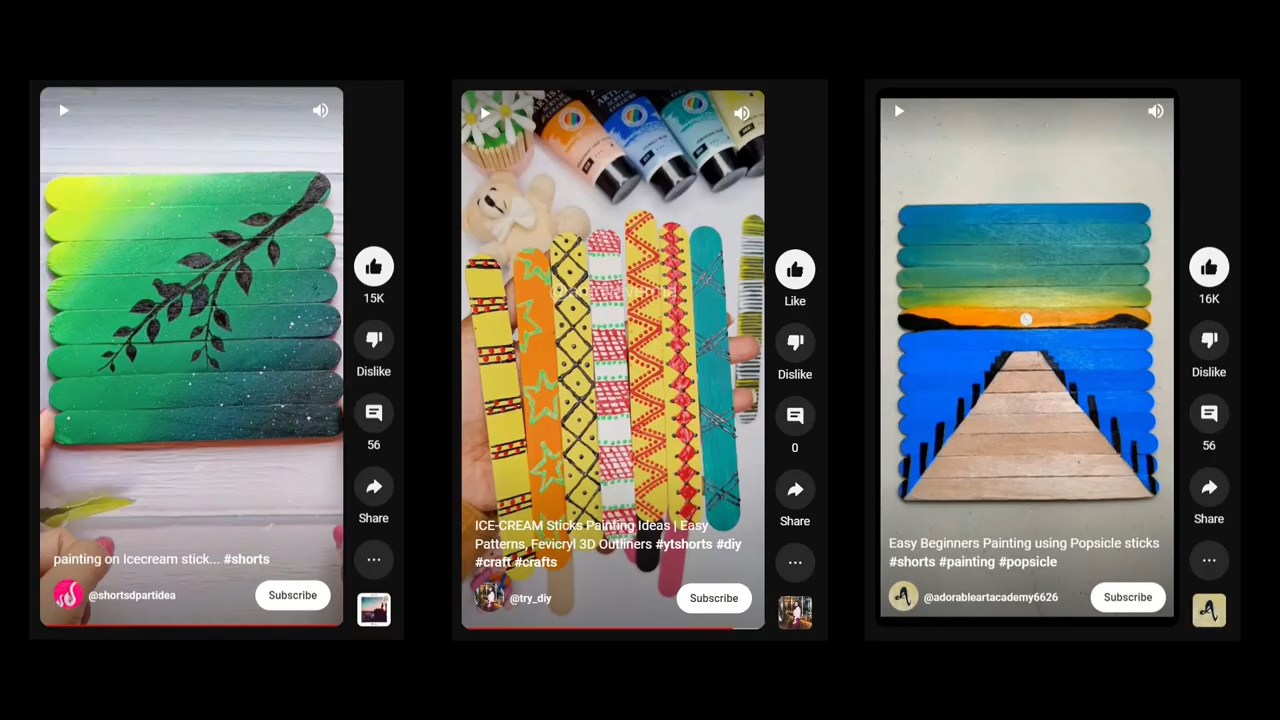 15K
Dislike
56
Share
painting on Icecream stick... #shorts
@shortsdpartidea
Subscribe
Like
Dislike
0
Share
ICE-CREAM Sticks Painting Ideas | Easy
Patterns, Fevicryl 3D Outliners #ytshorts #diy
#craft #crafts
@try_diy
Subscribe
16K
Dislike
56
Share
Easy Beginners Painting using Popsicle sticks
#shorts #painting #popsicle
@adorableartacademy6626
Subscribe